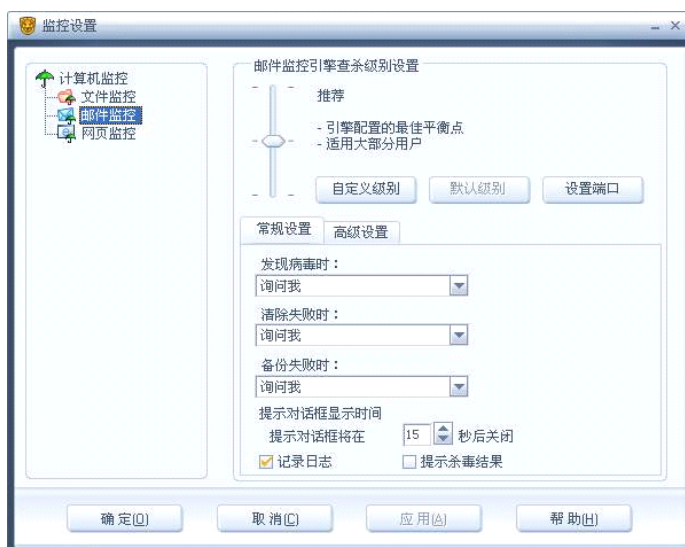 监控设置
计算机监控
文件监控
邮件监控
网页监控
邮件监控引擎查杀级别设置
推荐
- 引擎配置的最佳平衡点
- 适用大部分用户
自定义级别 默认级别 设置端口
常规设置 高级设置
发现病毒时：
询问我
清除失败时：
询问我
备份失败时：
询问我
提示对话框显示时间
提示对话框将在 15 秒后关闭
记录日志 提示杀毒结果
确定(O) 取消(C) 应用(A) 帮助(H)